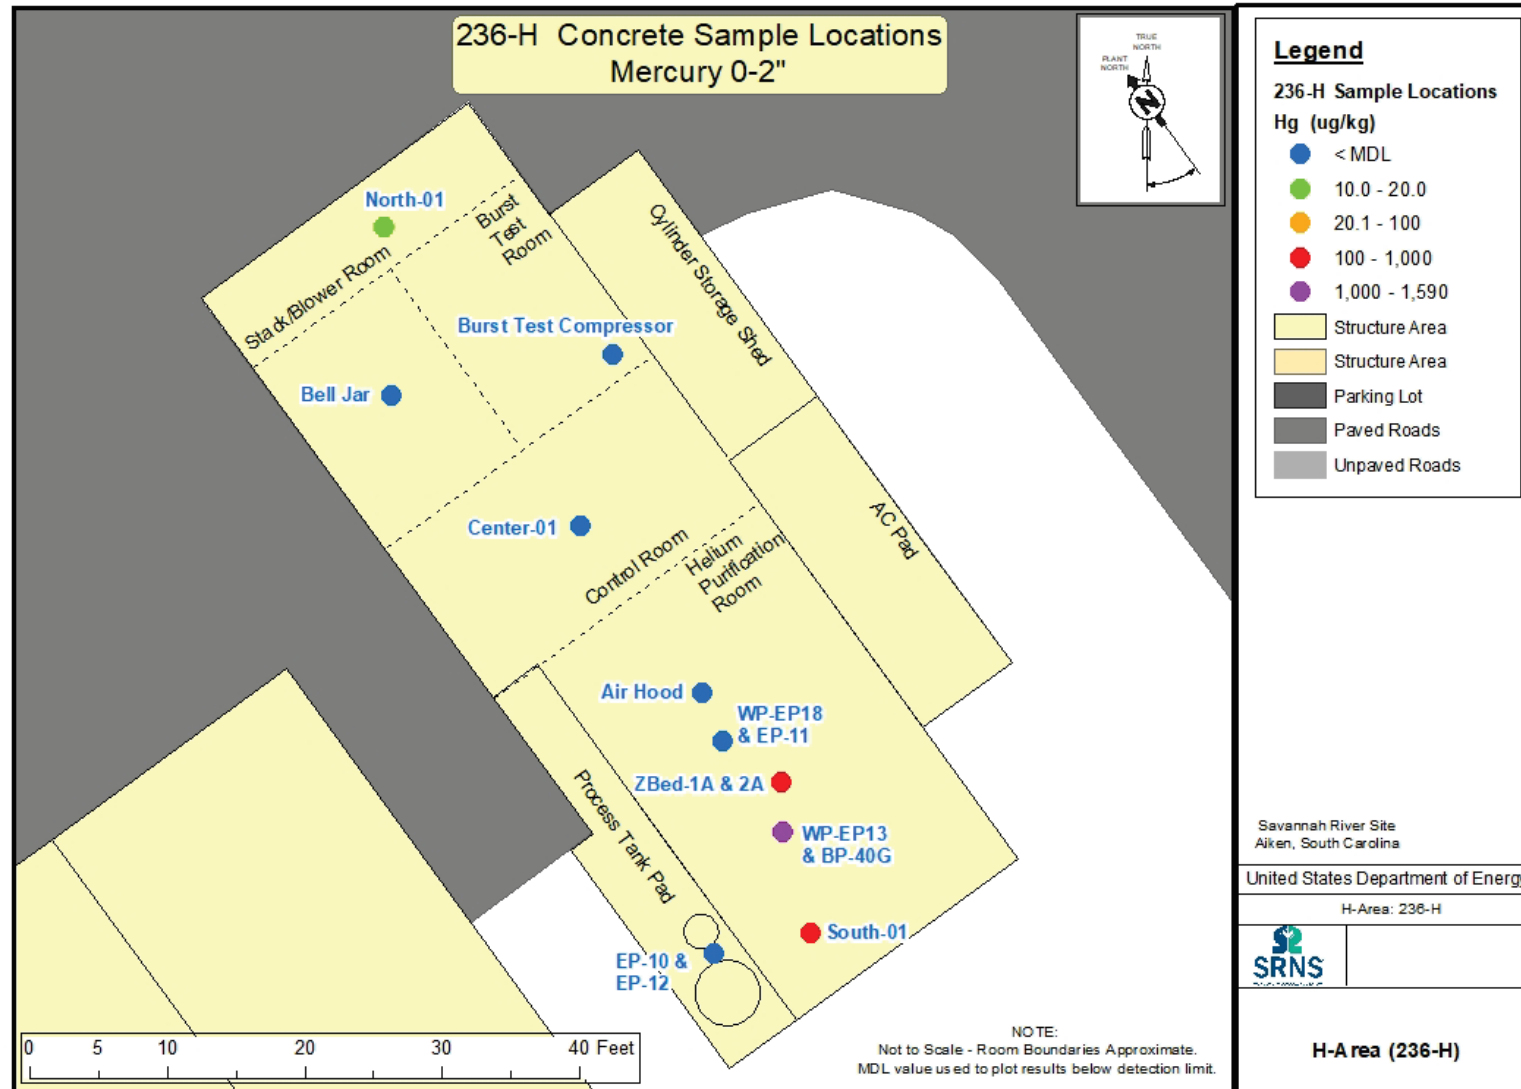 236-H Concrete Sample Locations
Mercury 0-2"
TRUE
NORTH
PLANT
NORTH
N
North-01
Burst
Test
Room
Stack/Blower Room
Cylinder Storage Shed
Burst Test Compressor
Bell Jar
Center-01
Control Room
Helium
Purification
Room
AC Pad
Air Hood
WP-EP18
& EP-11
ZBed-1A & 2A
Process Tank Pad
WP-EP13
& BP-40G
South-01
EP-10 &
EP-12
0 5 10 20 30 40 Feet
NOTE:
Not to Scale - Room Boundaries Approximate.
MDL value used to plot results below detection limit.
Legend
236-H Sample Locations
Hg (ug/kg)
< MDL
10.0 - 20.0
20.1 - 100
100 - 1,000
1,000 - 1,590
Structure Area
Structure Area
Parking Lot
Paved Roads
Unpaved Roads
Savannah River Site
Aiken, South Carolina
United States Department of Energy
H-Area: 236-H
SRNS
H-Area (236-H)